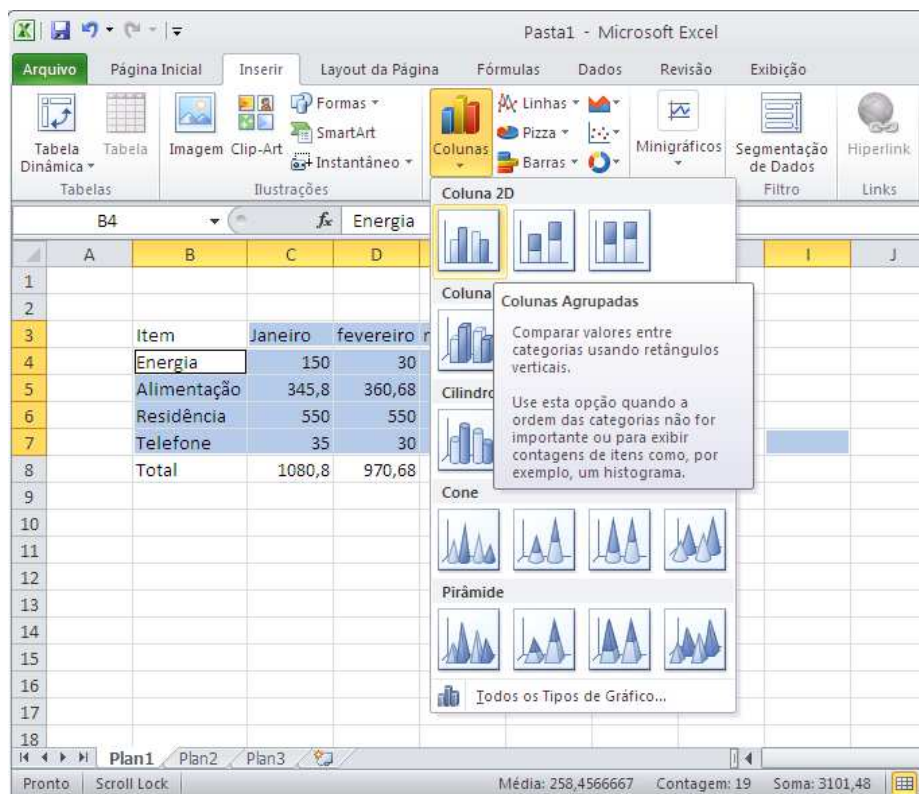 Pasta1 - Microsoft Excel
Arquivo Página Inicial Inserir Layout da Página Fórmulas Dados Revisão Exibição
Tabela Dinâmica
Tabela
Imagem
Clip-Art
Formas
SmartArt
Instantâneo
Colunas
Linhas
Pizza
Barras
Minigráficos
Segmentação de Dados
Hiperlink
Tabelas Ilustrações Filtro Links
B4 fx Energia
A B C D I J
Coluna 2D
Coluna
Cilindro
Cone
Pirâmide
Todos os Tipos de Gráfico...
Colunas Agrupadas
Comparar valores entre
categorias usando retângulos
verticais.
Use esta opção quando a
ordem das categorias não for
importante ou para exibir
contagens de itens como, por
exemplo, um histograma.
1
2
3 Item Janeiro fevereiro
4 Energia 150 30
5 Alimentação 345,8 360,68
6 Residência 550 550
7 Telefone 35 30
8 Total 1080,8 970,68
9
10
11
12
13
14
15
16
17
18
Plan1 Plan2 Plan3
Pronto Scroll Lock Média: 258,4566667 Contagem: 19 Soma: 3101,48